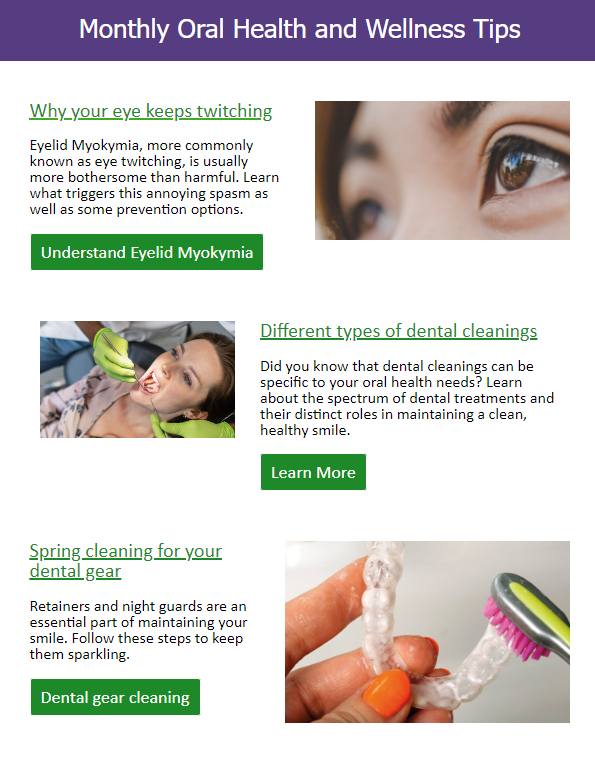 Monthly Oral Health and Wellness Tips
Why your eye keeps twitching
Eyelid Myokymia, more commonly
known as eye twitching, is usually
more bothersome than harmful. Learn
what triggers this annoying spasm as
well as some prevention options.
Understand Eyelid Myokymia
Different types of dental cleanings
Did you know that dental cleanings can be
specific to your oral health needs? Learn
about the spectrum of dental treatments and
their distinct roles in maintaining a clean,
healthy smile.
Learn More
Spring cleaning for your
dental gear
Retainers and night guards are an
essential part of maintaining your
smile. Follow these steps to keep
them sparkling.
Dental gear cleaning